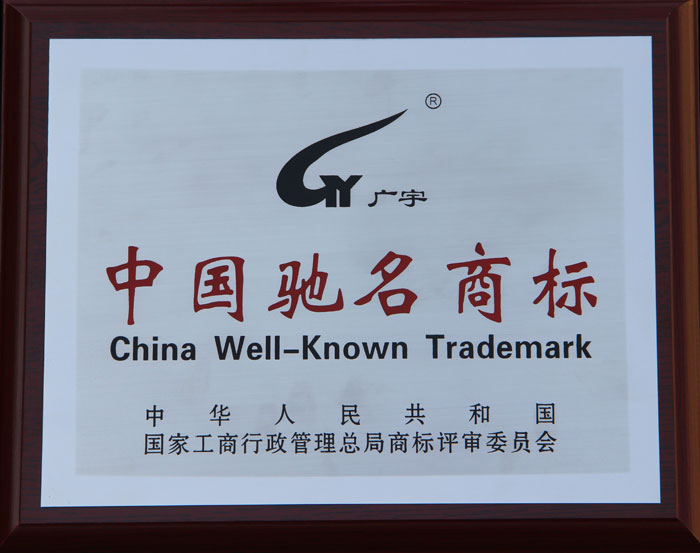 ®
GY 广宇
中国驰名商标
China Well-Known Trademark
中华人民共和国
国家工商行政管理总局商标评审委员会